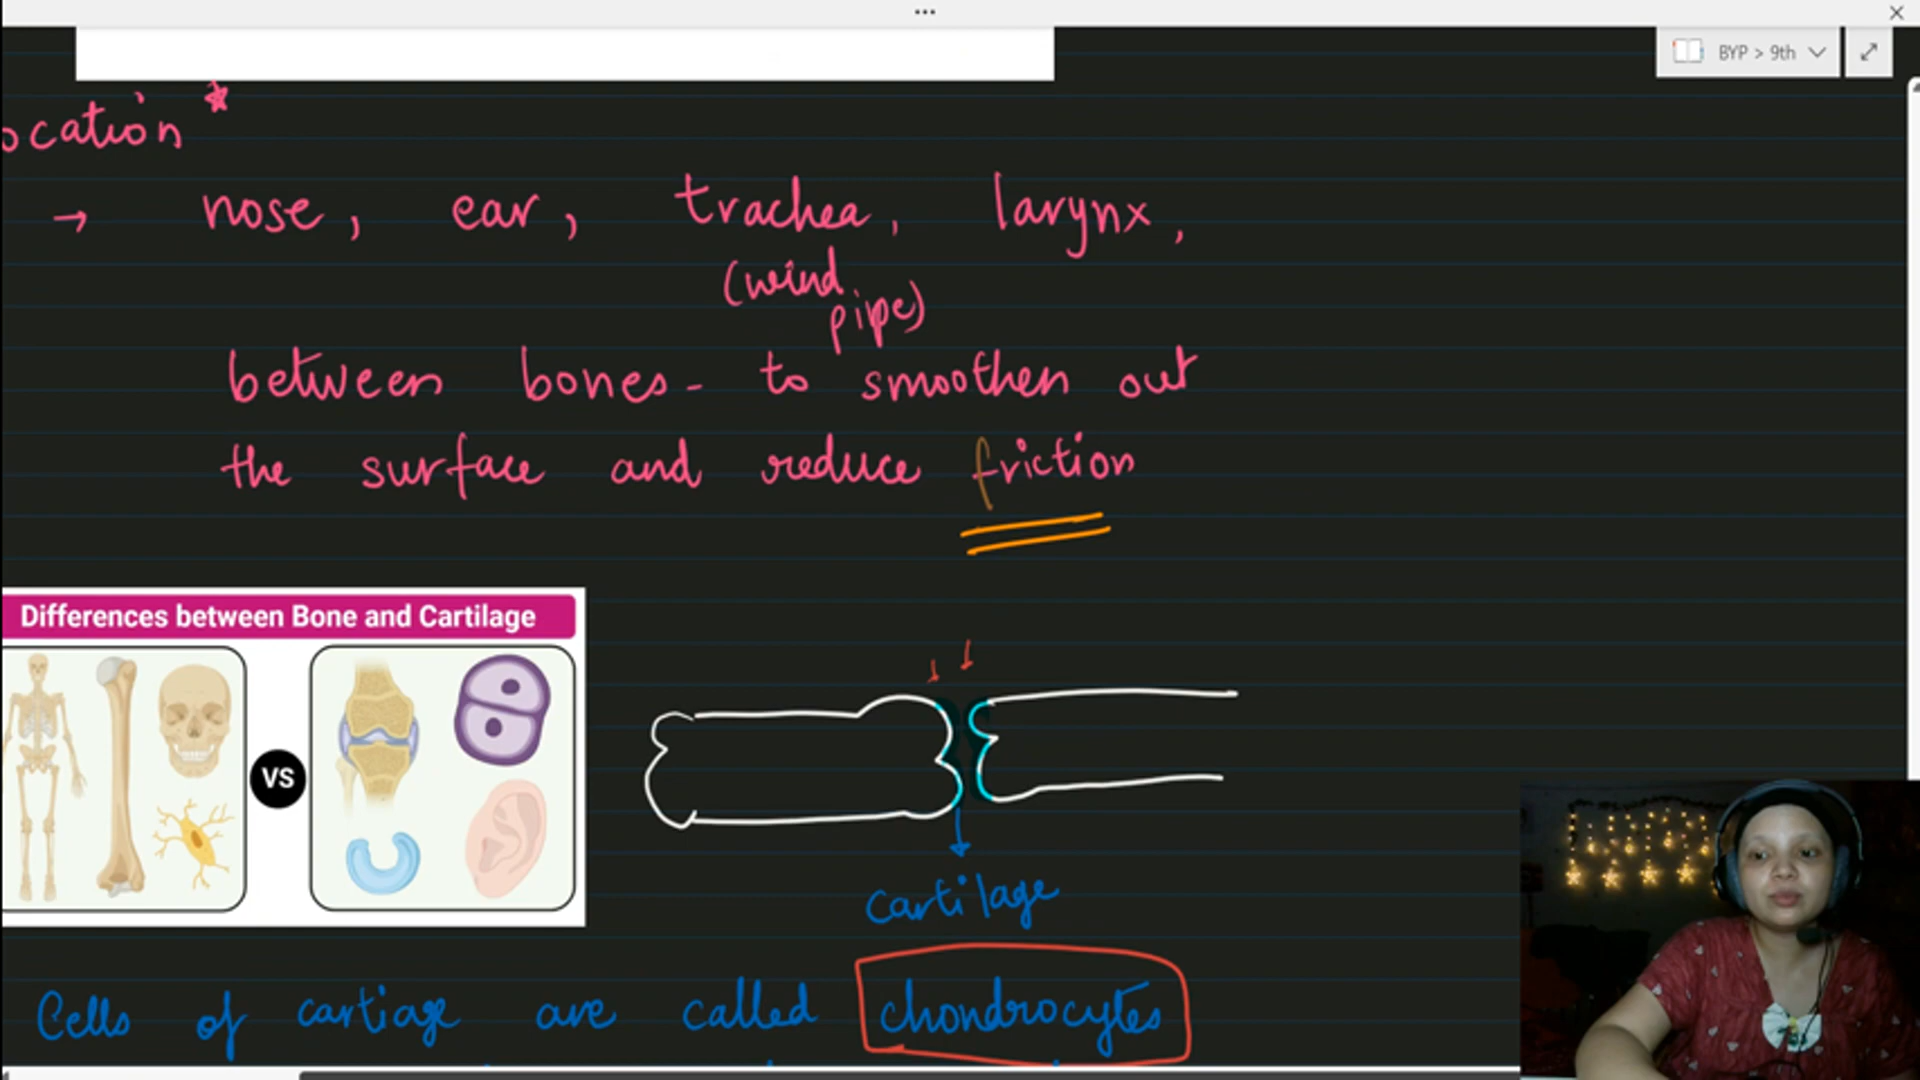 BYP > 9th
ocation *
→ nose, ear, trachea, larynx,
(wind
pipe)
between bones - to smoothen out
the surface and reduce friction
Differences between Bone and Cartilage
VS
cartilage
Cells of cartiage are called chondrocytes